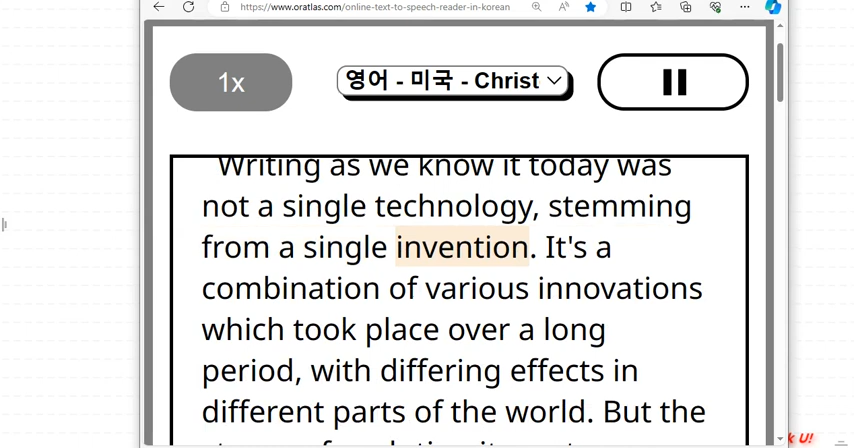 https://www.oratlas.com/online-text-to-speech-reader-in-korean
1x
영어 - 미국 - Christ
Writing as we know it today was
not a single technology, stemming
from a single invention. It's a
combination of various innovations
which took place over a long
period, with differing effects in
different parts of the world. But the
U!